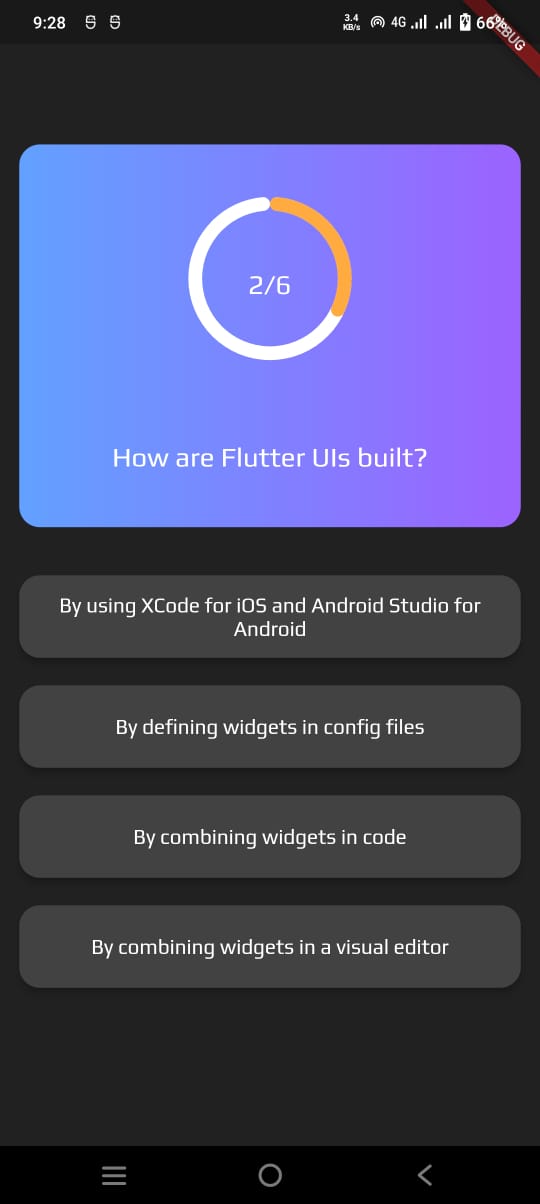 9:28
3.4
KB/s
4G
66%
DEBUG
2/6
How are Flutter UIs built?
By using XCode for iOS and Android Studio for
Android
By defining widgets in config files
By combining widgets in code
By combining widgets in a visual editor